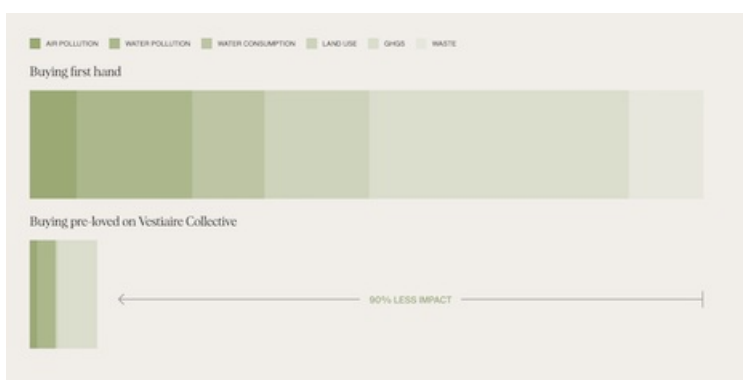 AIR POLLUTION WATER POLLUTION WATER CONSUMPTION LAND USE GHGS WASTE
Buying first hand
Buying pre-loved on Vestiaire Collective
90% LESS IMPACT